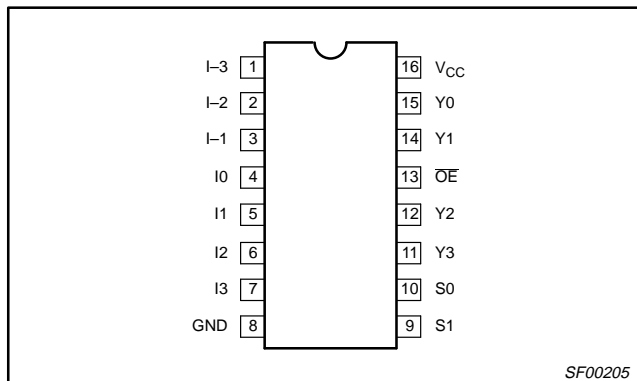 I–3 1 16 VCC
I–2 2 15 Y0
I–1 3 14 Y1
I0 4 13 OE
I1 5 12 Y2
I2 6 11 Y3
I3 7 10 S0
GND 8 9 S1
SF00205